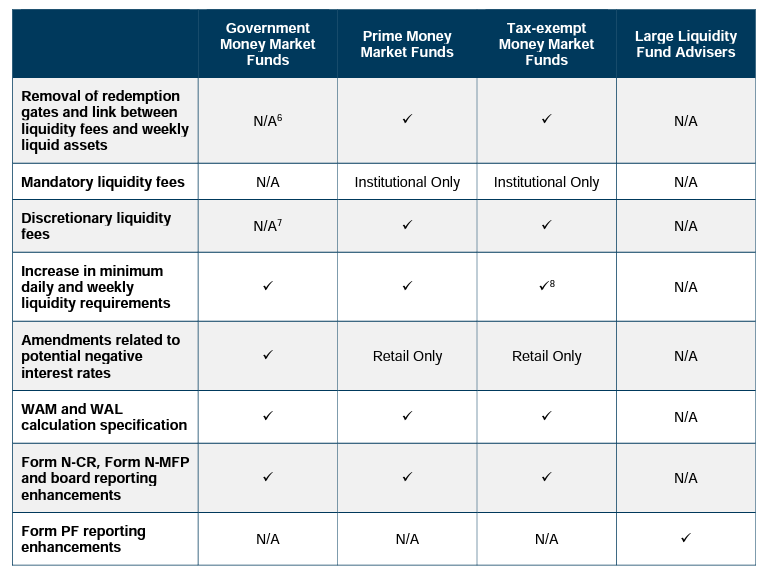 Government Money Market Funds
Prime Money Market Funds
Tax-exempt Money Market Funds
Large Liquidity Fund Advisers
Removal of redemption
gates and link between
liquidity fees and weekly
liquid assets
N/A⁶
✓
✓
N/A
Mandatory liquidity fees
N/A
Institutional Only
Institutional Only
N/A
Discretionary liquidity
fees
N/A⁷
✓
✓
N/A
Increase in minimum
daily and weekly
liquidity requirements
✓
✓
✓⁸
N/A
Amendments related to
potential negative
interest rates
✓
Retail Only
Retail Only
N/A
WAM and WAL
calculation specification
✓
✓
✓
N/A
Form N-CR, Form N-MFP
and board reporting
enhancements
✓
✓
✓
N/A
Form PF reporting
enhancements
N/A
N/A
N/A
✓